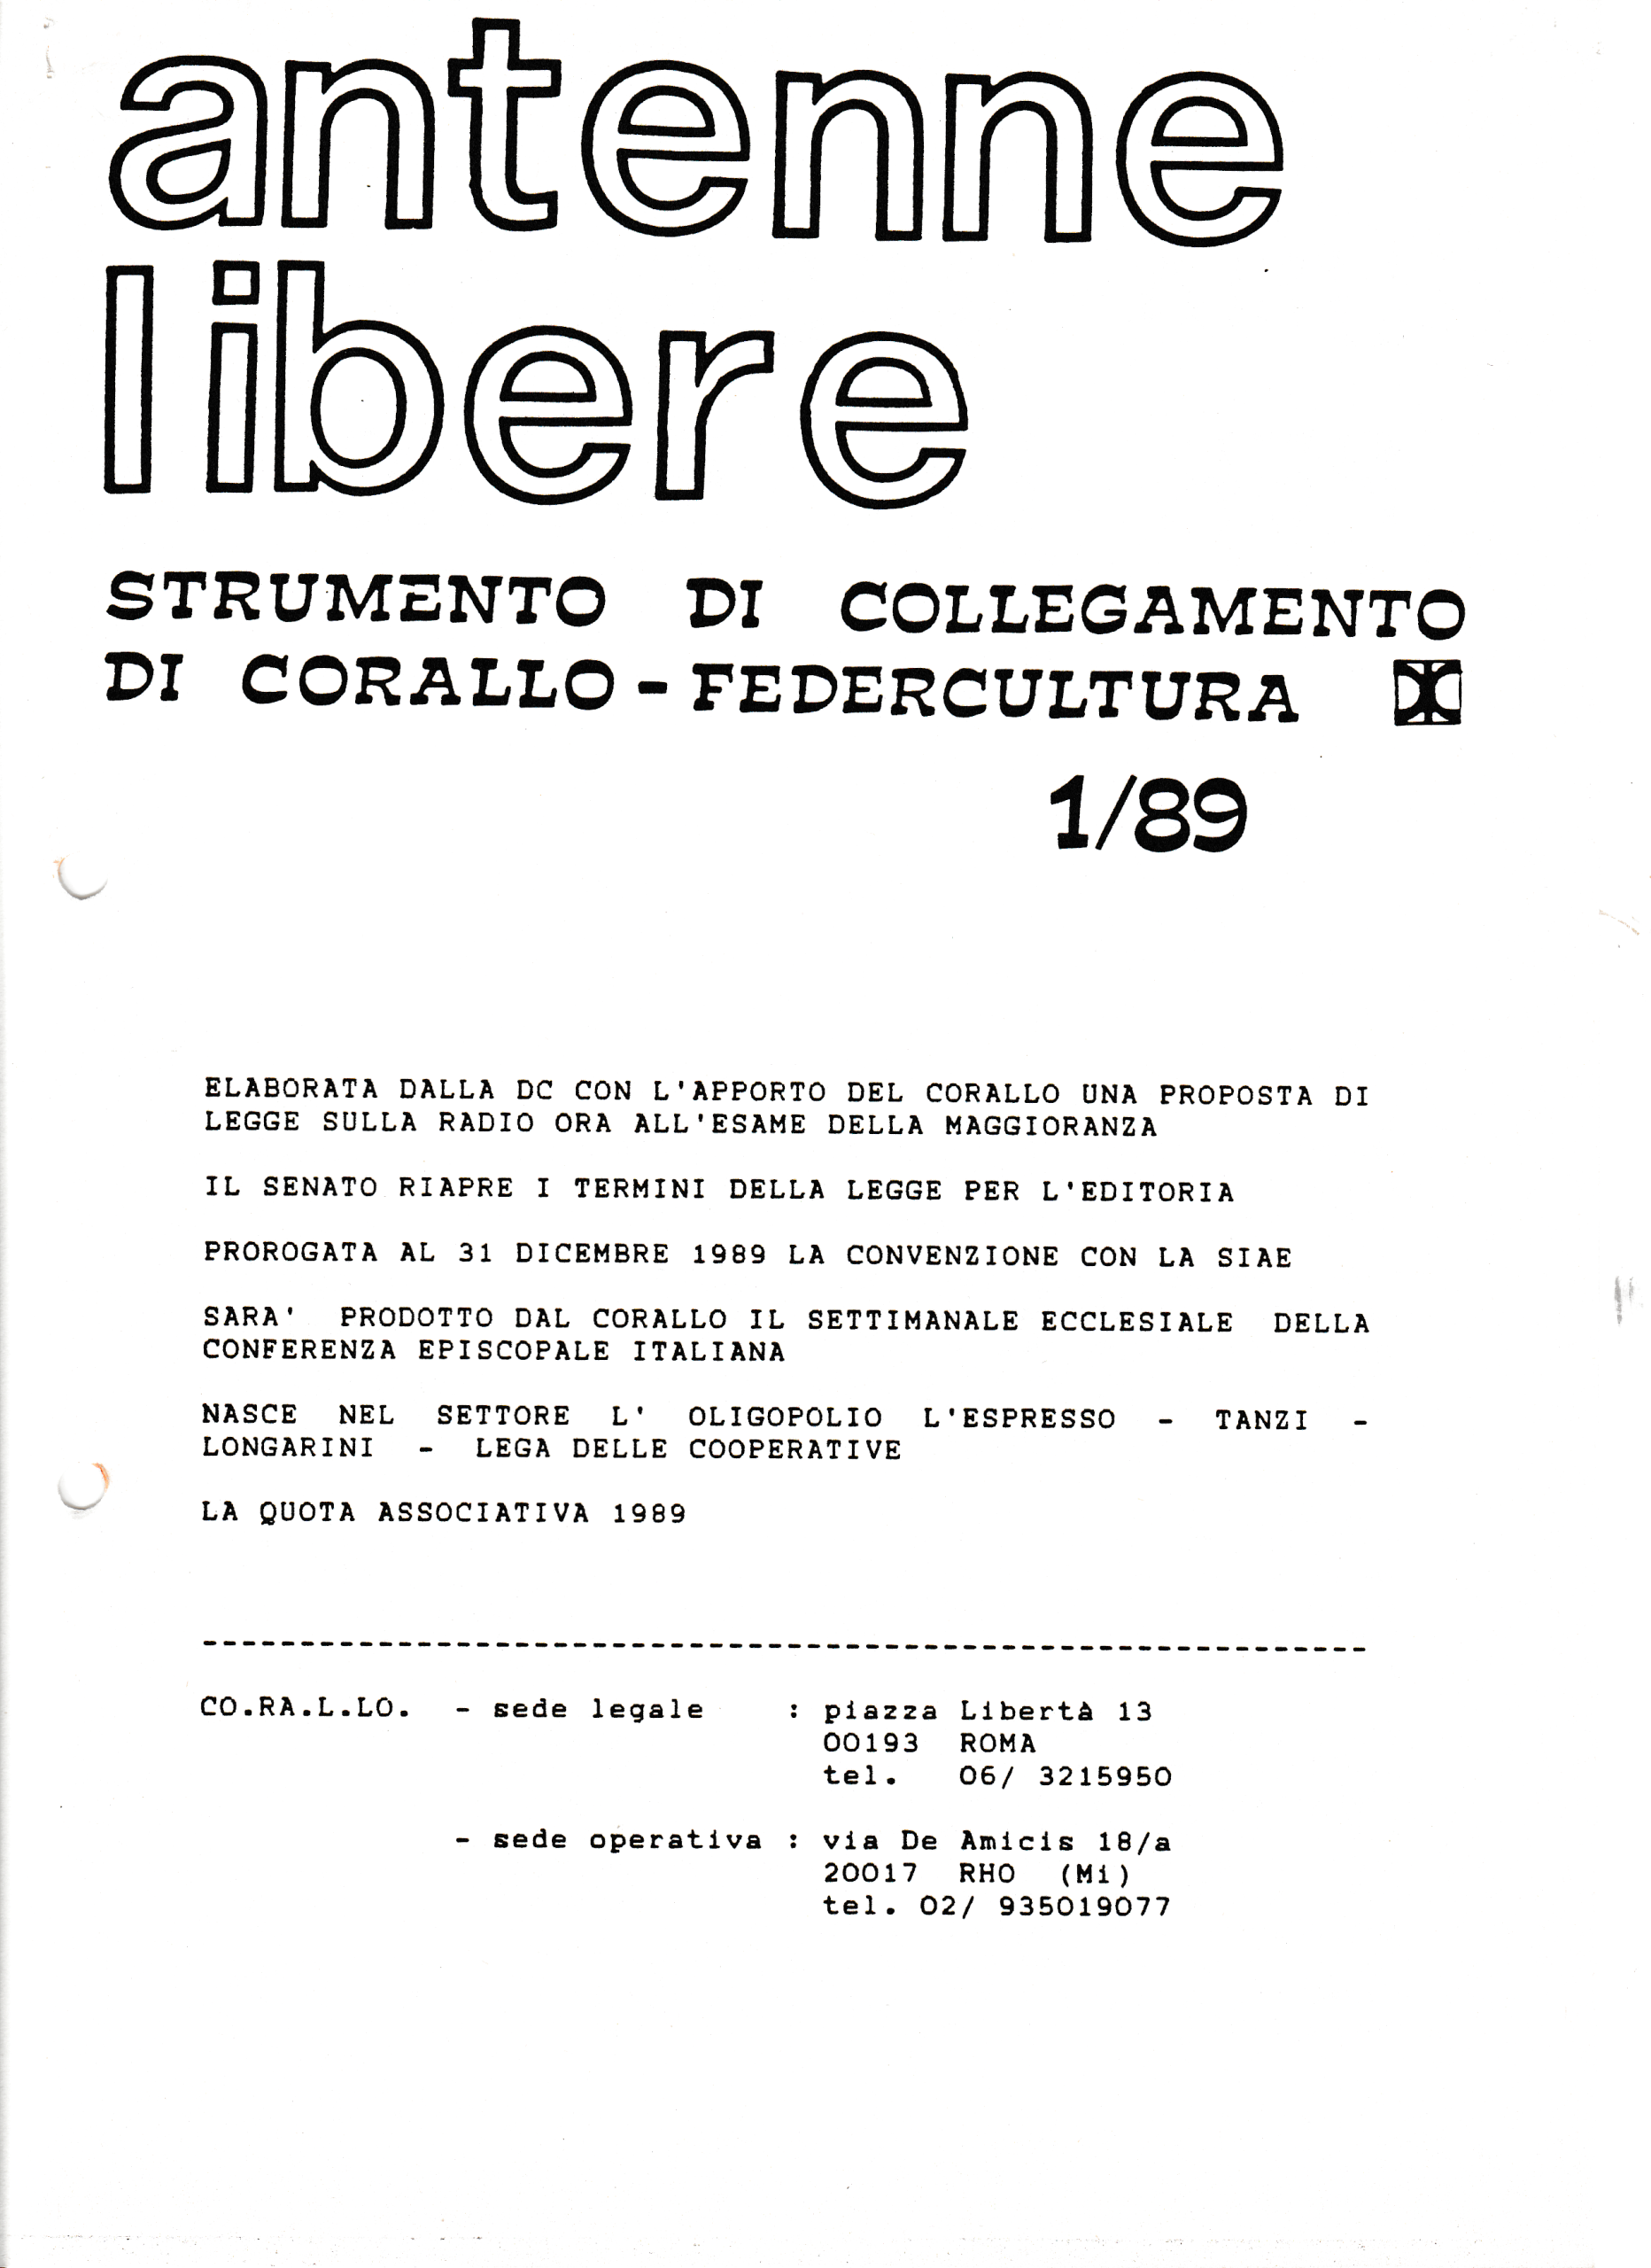 antenne
libere
STRUMENTO DI COLLEGAMENTO
DI CORALLO - FEDERCULTURA
1/89
ELABORATA DALLA DC CON L'APPORTO DEL CORALLO UNA PROPOSTA DI
LEGGE SULLA RADIO ORA ALL'ESAME DELLA MAGGIORANZA
IL SENATO RIAPRE I TERMINI DELLA LEGGE PER L'EDITORIA
PROROGATA AL 31 DICEMBRE 1989 LA CONVENZIONE CON LA SIAE
SARA' PRODOTTO DAL CORALLO IL SETTIMANALE ECCLESIALE DELLA
CONFERENZA EPISCOPALE ITALIANA
NASCE NEL SETTORE L' OLIGOPOLIO L'ESPRESSO - TANZI -
LONGARINI - LEGA DELLE COOPERATIVE
LA QUOTA ASSOCIATIVA 1989
------------------------------------------------------------
CO.RA.L.LO. - sede legale : piazza Libertà 13
00193 ROMA
tel. 06/ 3215950
- sede operativa : via De Amicis 18/a
20017 RHO (Mi)
tel. 02/ 935019077